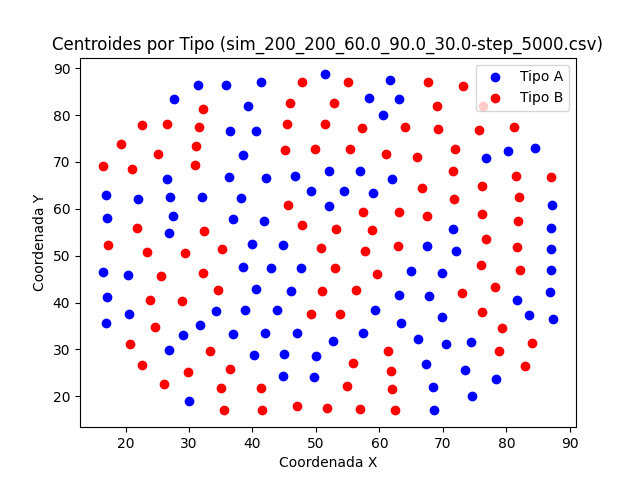 Centroides por Tipo (sim_200_200_60.0_90.0_30.0-step_5000.csv)
Tipo A
Tipo B
90
80
70
60
50
40
30
20
Coordenada Y
20 30 40 50 60 70 80 90
Coordenada X